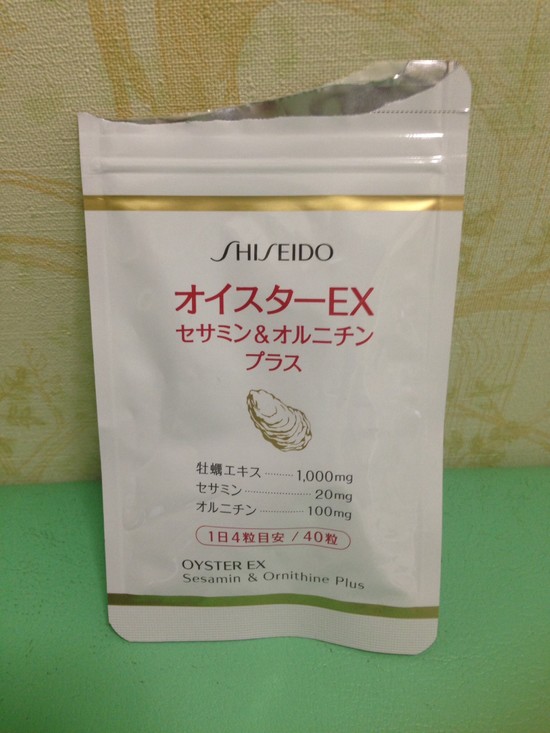 SHISEIDO
オイスターEX
セサミン&オルニチン
プラス
牡蠣エキス 1,000mg
セサミン 20mg
オルニチン 100mg
1日4粒目安 / 40粒
OYSTER EX
Sesamin & Ornithine Plus